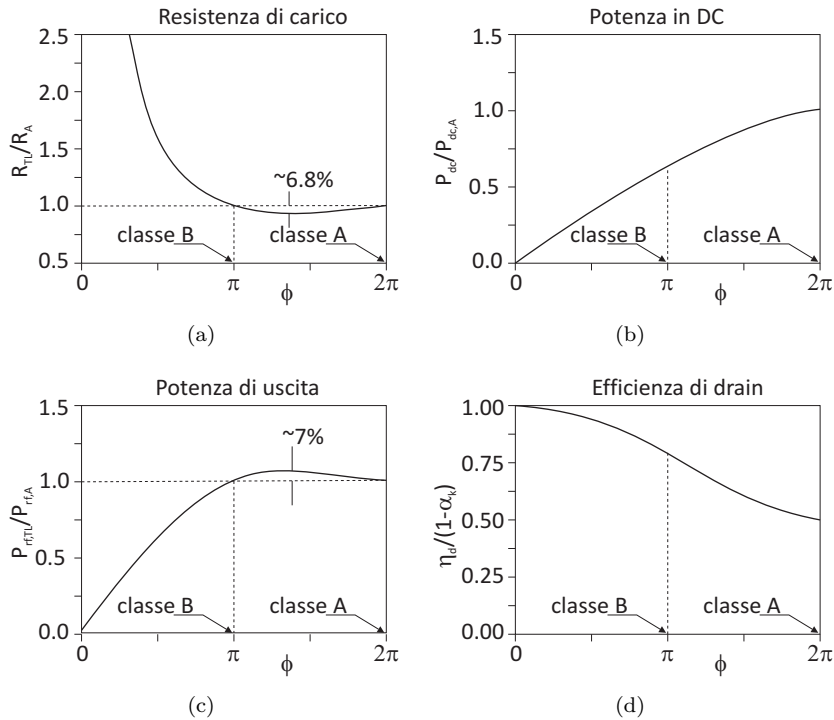 Resistenza di carico
2.5
2.0
1.5
1.0
0.5
R_TL/R_A
~6.8%
classe B
classe A
0
π
ϕ
2π
(a)
Potenza in DC
1.5
1.0
0.5
0.0
P_dc/P_dc,A
classe B
classe A
0
π
ϕ
2π
(b)
Potenza di uscita
1.5
1.0
0.5
0.0
P_rf,TL/P_rf,A
~7%
classe B
classe A
0
π
ϕ
2π
(c)
Efficienza di drain
1.00
0.75
0.50
0.25
0.00
η_d/(1-α_k)
classe B
classe A
0
π
ϕ
2π
(d)